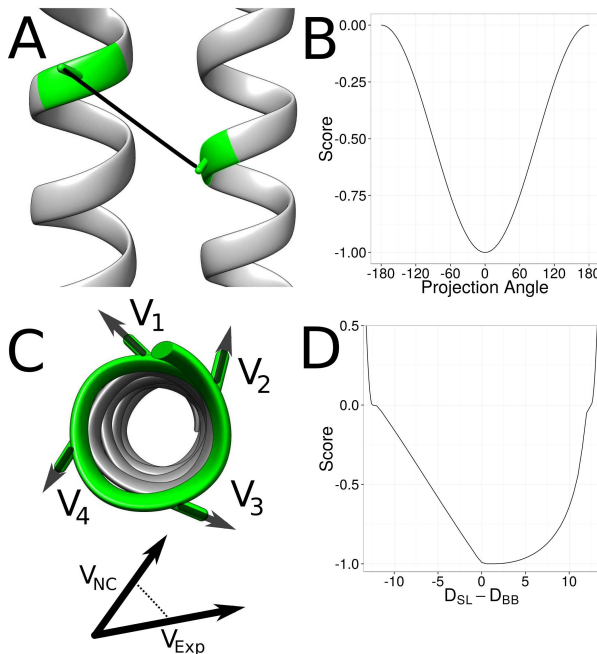 A
B
0.00
-0.25
-0.50
-0.75
-1.00
Score
-180 -120 -60 0 60 120 180
Projection Angle
C
V1
V2
V3
V4
VNC
VExp
D
0.5
0.0
-0.5
-1.0
Score
-10 -5 0 5 10
DSL − DBB